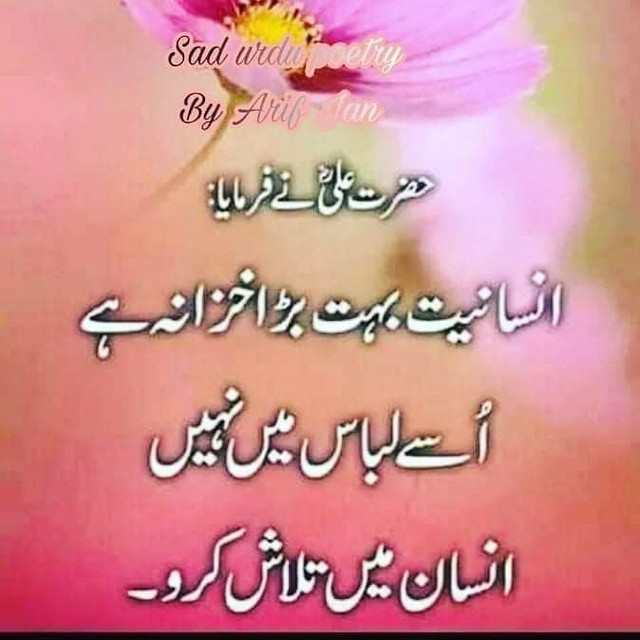 Sad urdu poetry
By Arif Jan
حضرت علیؓ نے فرمایا:
انسانیت بہت بڑا خزانہ ہے
اُسے لباس میں نہیں
انسان میں تلاش کرو۔